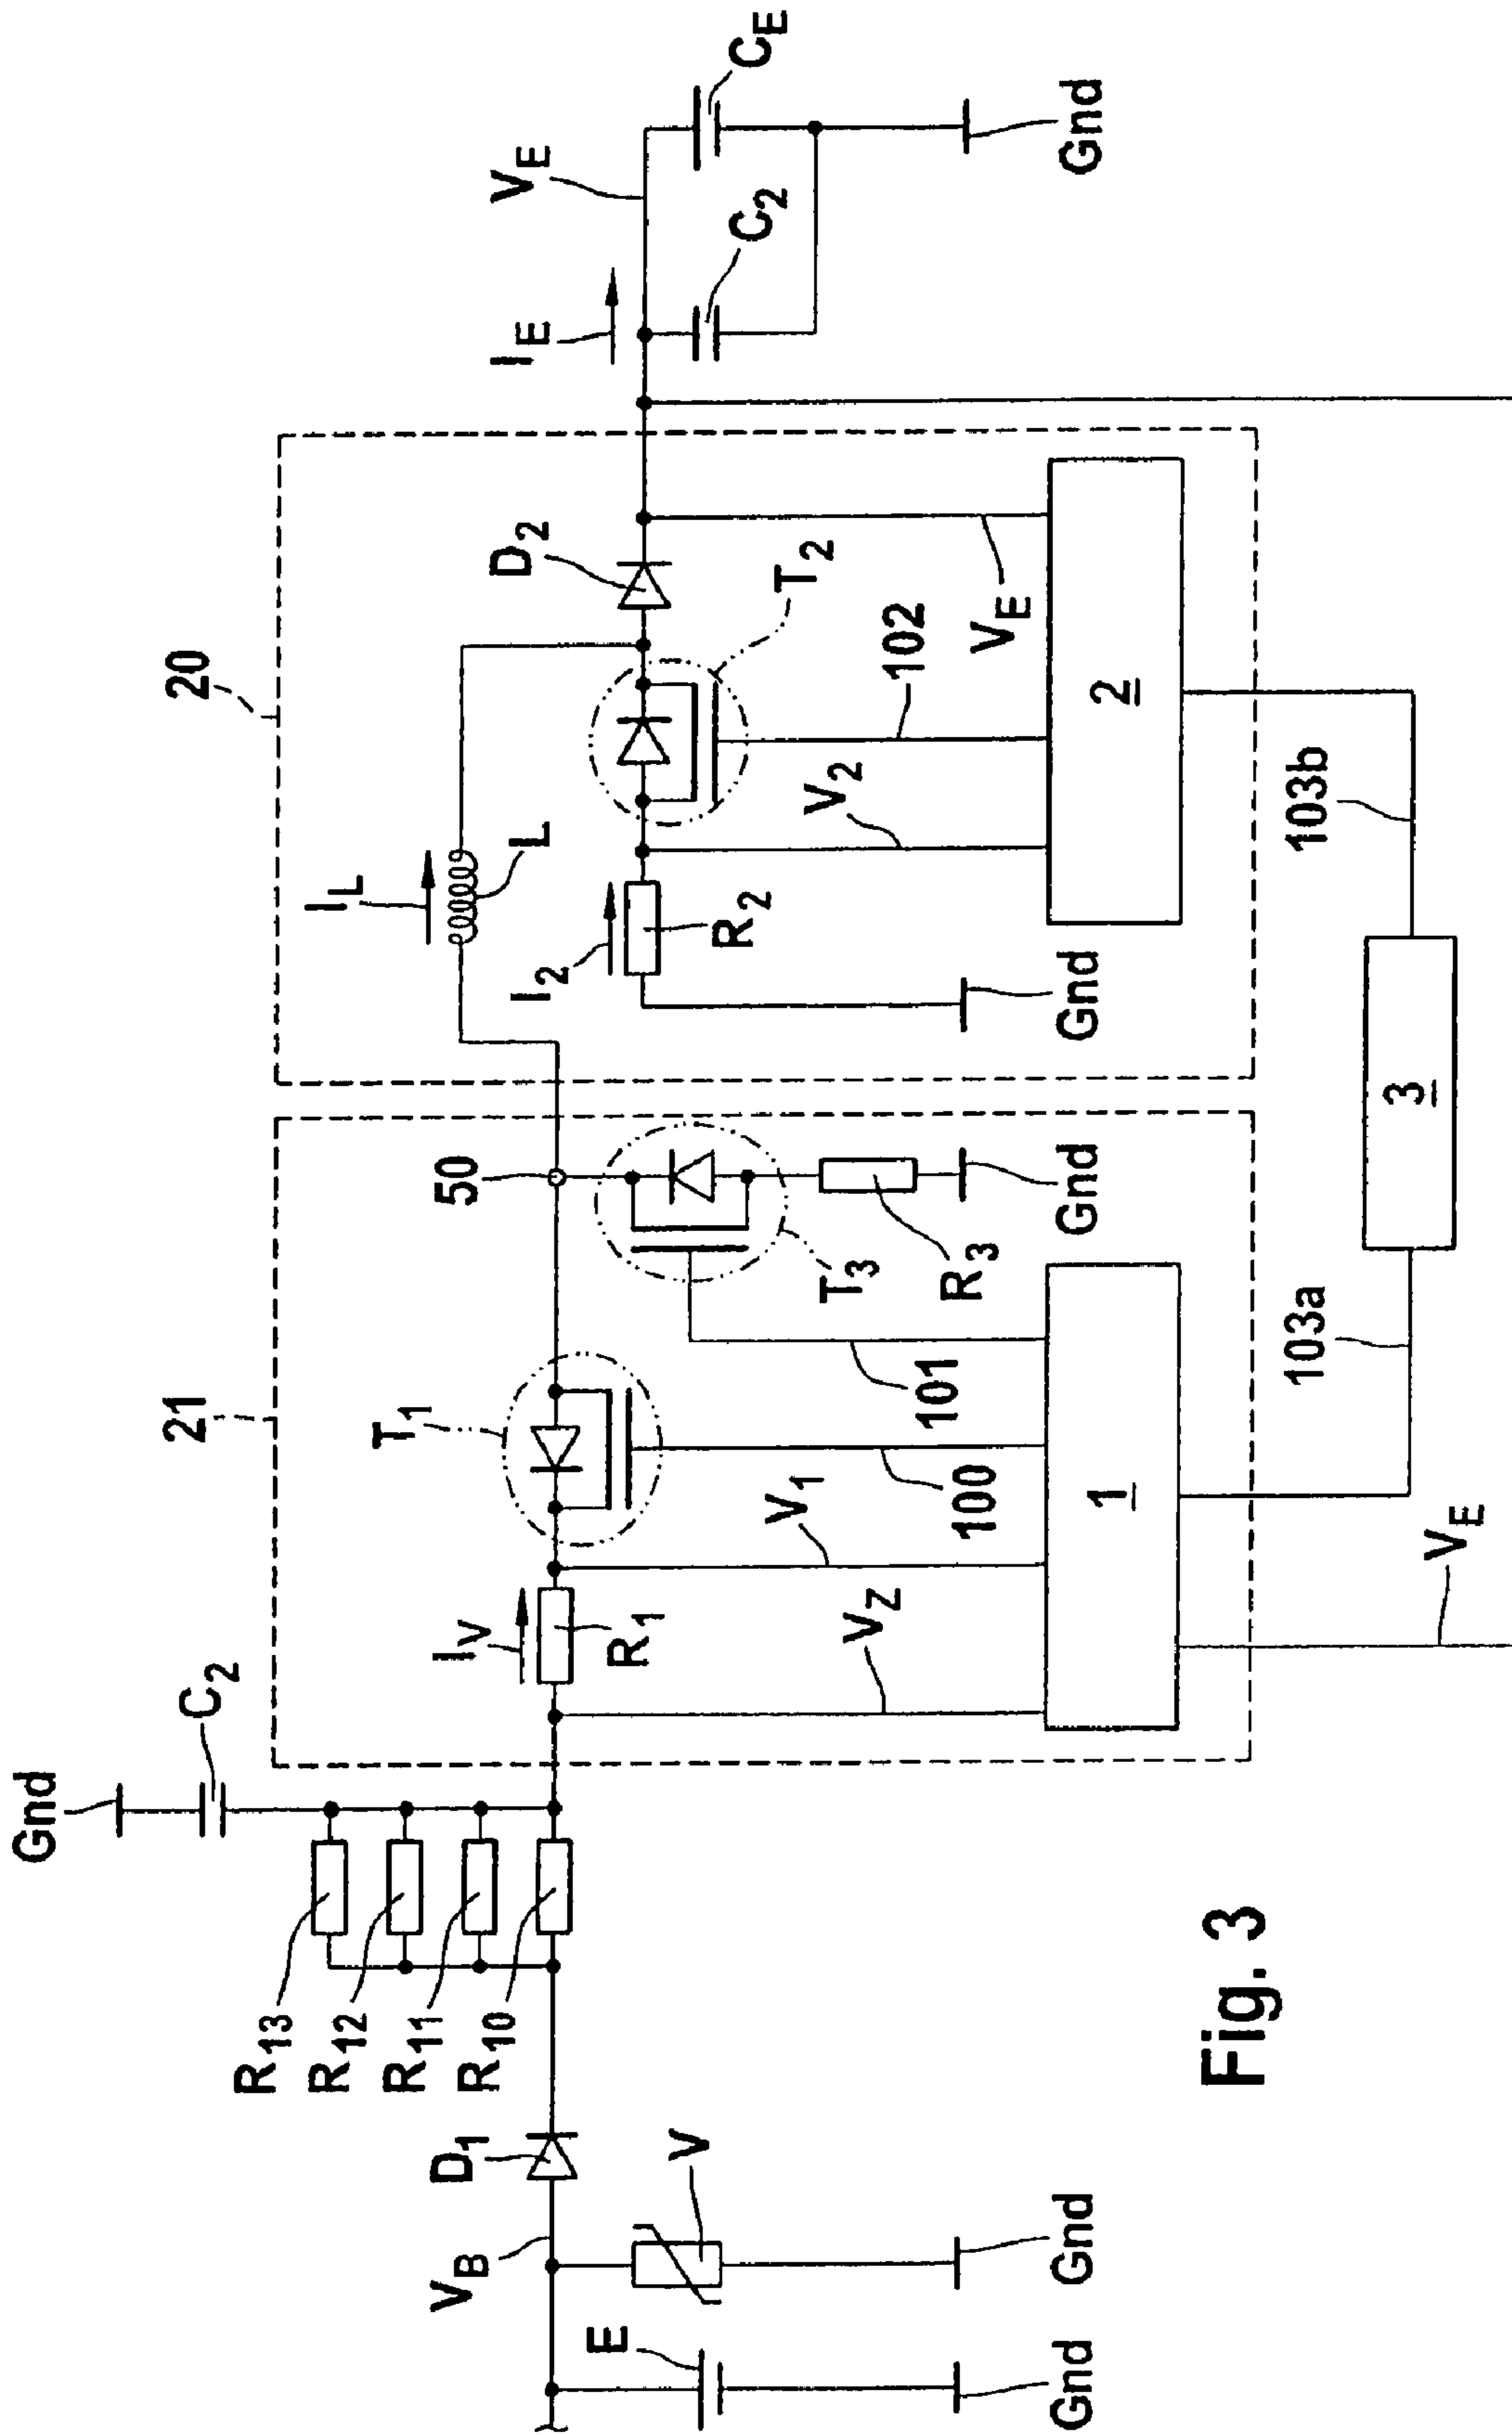 Gnd
C2
R13
R12
R11
R10
D1
VB
E
V
Gnd
Gnd
21
IV
R1
T1
50
VZ
V1
100
101
T3
R3
Gnd
1
20
IL
L
I2
R2
Gnd
V2
102
T2
D2
VE
2
IE
VE
C2
CE
Gnd
103a
3
103b
VE
Fig. 3